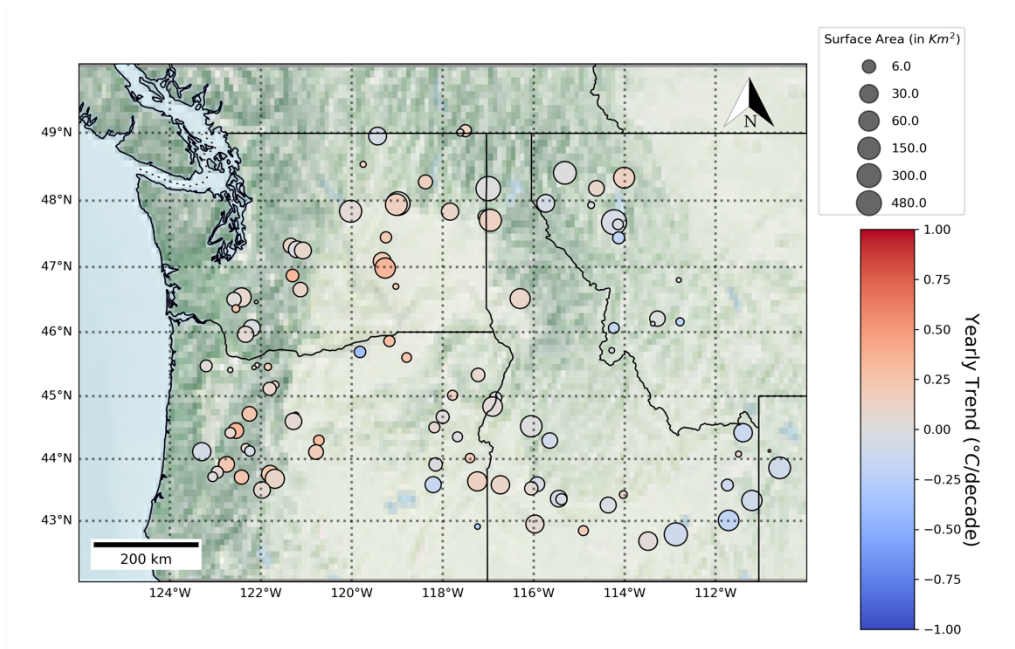 Surface Area (in Km²)
6.0
30.0
60.0
150.0
300.0
480.0
N
49°N
48°N
47°N
46°N
45°N
44°N
43°N
200 km
124°W
122°W
120°W
118°W
116°W
114°W
112°W
1.00
0.75
0.50
0.25
0.00
−0.25
−0.50
−0.75
−1.00
Yearly Trend (°C/decade)